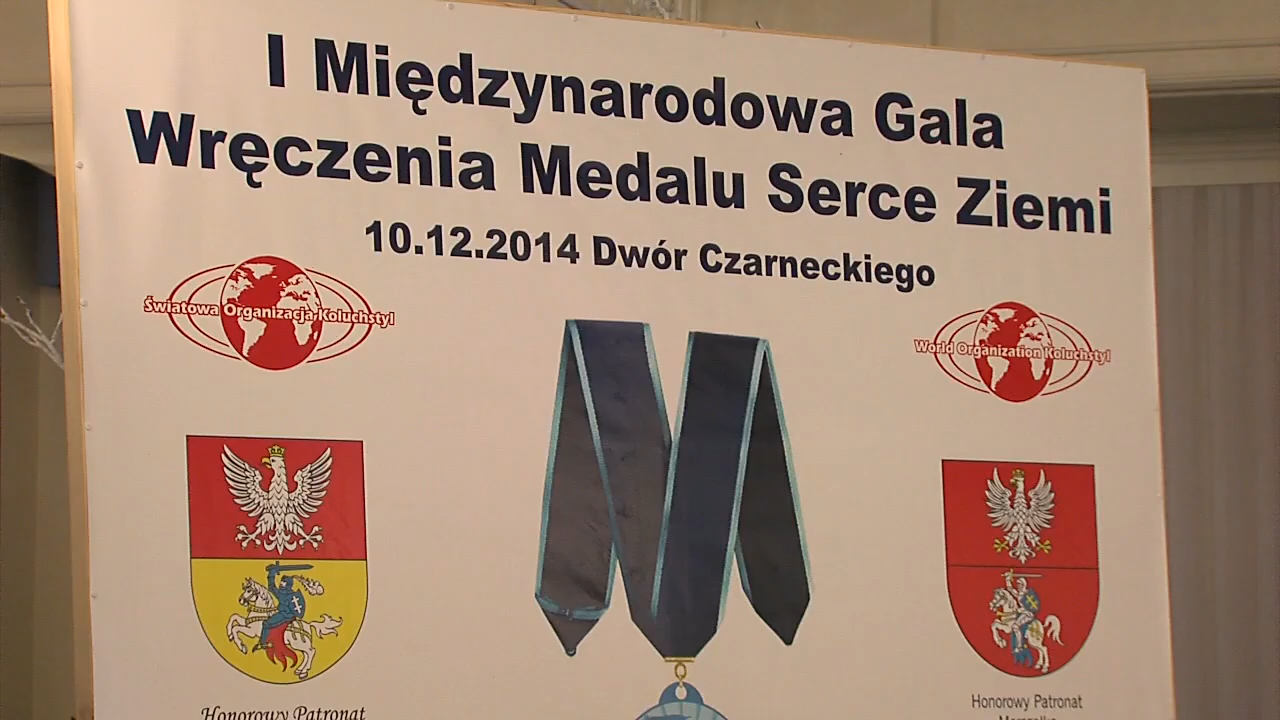 I Międzynarodowa Gala
Wręczenia Medalu Serce Ziemi
10.12.2014 Dwór Czarneckiego
Światowa Organizacja Koluchstyl
World Organization Koluchstyl
Honorowy Patronat
Honorowy Patronat
Marszałka